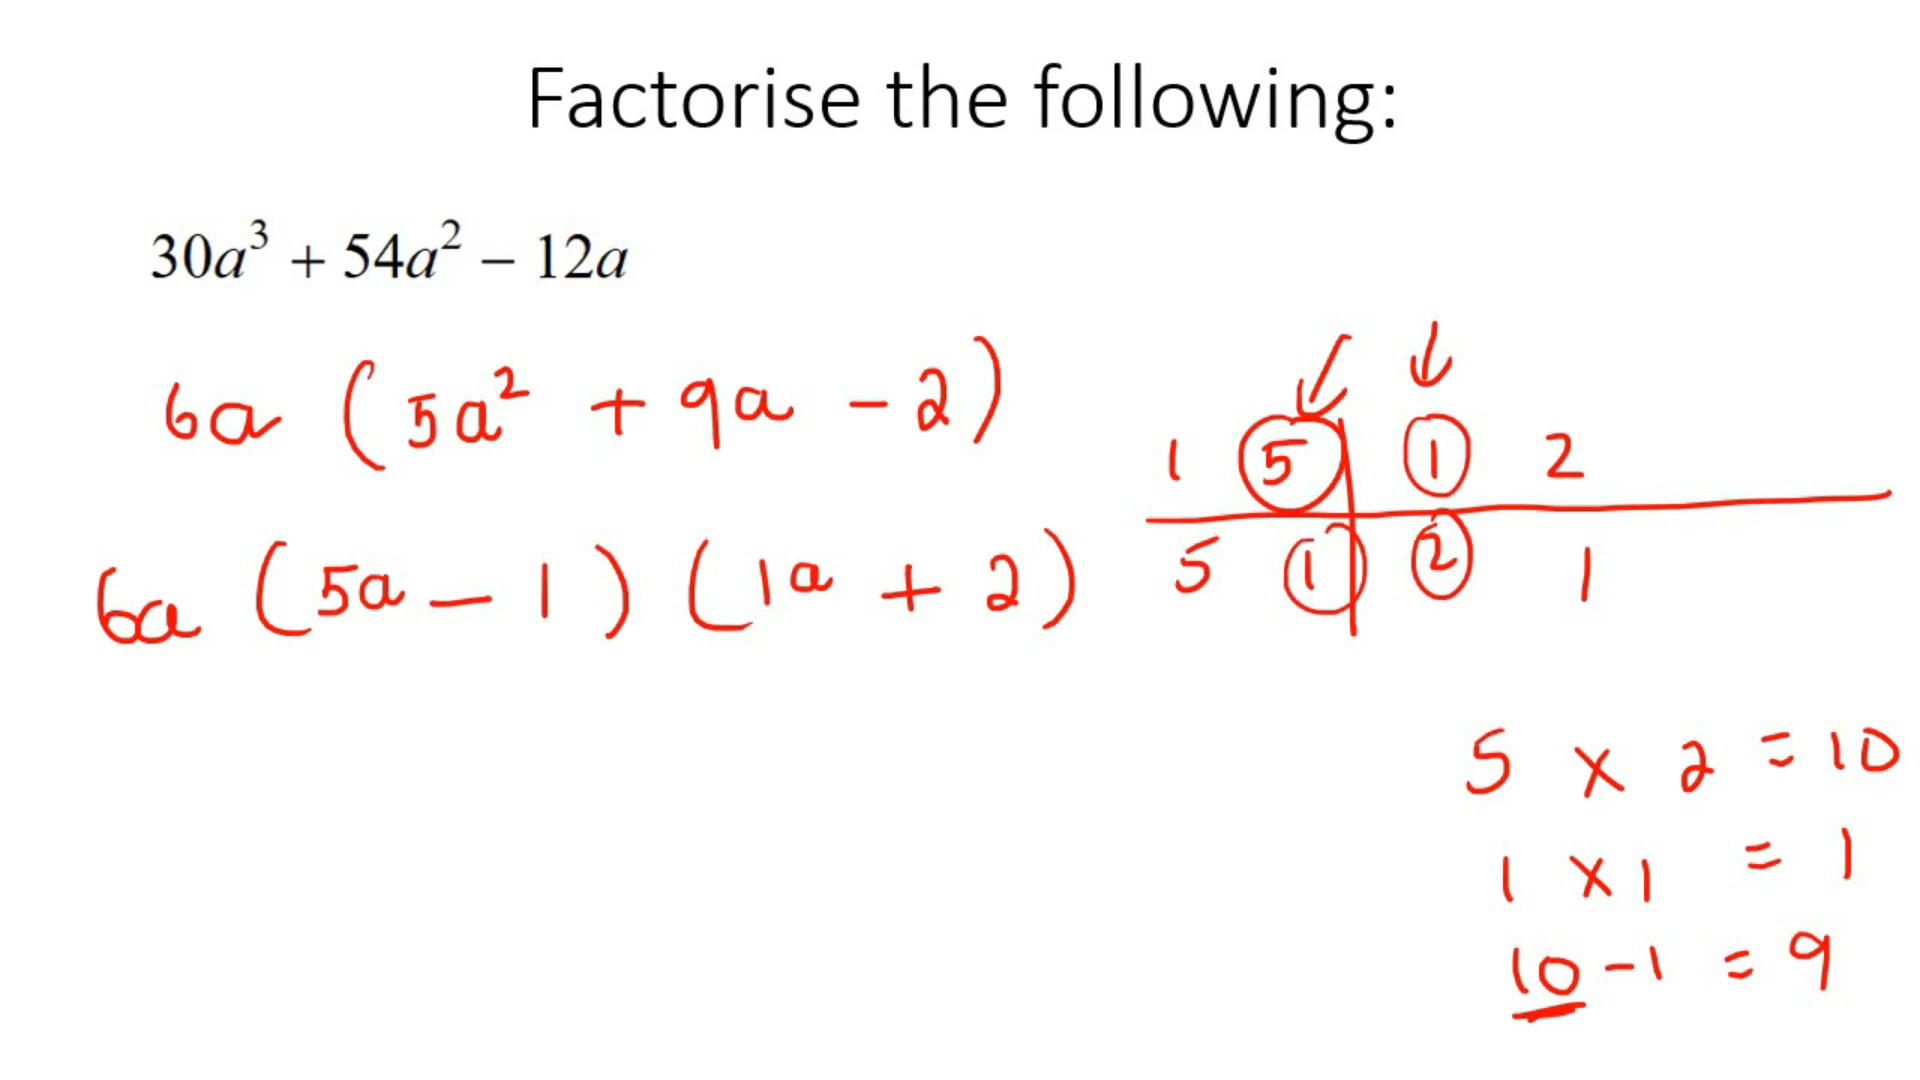 Factorise the following:
30a³ + 54a² − 12a
6a (5a² + 9a - 2)
6a (5a - 1) (1a + 2)
1 5 1 2
5 1 2 1
5 x 2 = 10
1 x 1 = 1
10 - 1 = 9